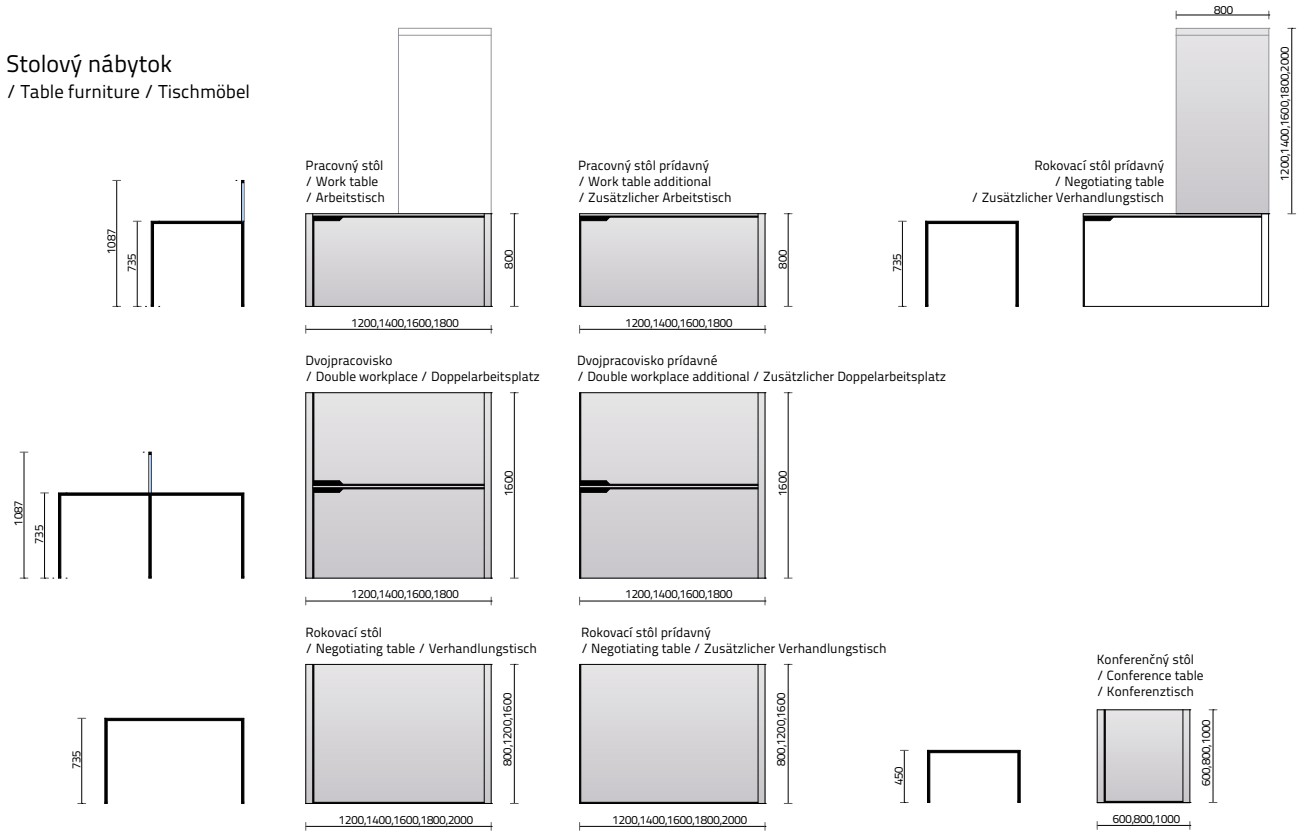 Stolový nábytok
/ Table furniture / Tischmöbel
800
1200,1400,1600,1800,2000
Pracovný stôl
/ Work table
/ Arbeitstisch
1087
735
800
1200,1400,1600,1800
Pracovný stôl prídavný
/ Work table additional
/ Zusätzlicher Arbeitstisch
800
1200,1400,1600,1800
Rokovací stôl prídavný
/ Negotiating table
/ Zusätzlicher Verhandlungstisch
735
Dvojpracovisko
/ Double workplace / Doppelarbeitsplatz
1087
735
1600
1200,1400,1600,1800
Dvojpracovisko prídavné
/ Double workplace additional / Zusätzlicher Doppelarbeitsplatz
1600
1200,1400,1600,1800
Rokovací stôl
/ Negotiating table / Verhandlungstisch
735
800,1200,1600
1200,1400,1600,1800,2000
Rokovací stôl prídavný
/ Negotiating table / Zusätzlicher Verhandlungstisch
800,1200,1600
1200,1400,1600,1800,2000
Konferenčný stôl
/ Conference table
/ Konferenztisch
450
600,800,1000
600,800,1000